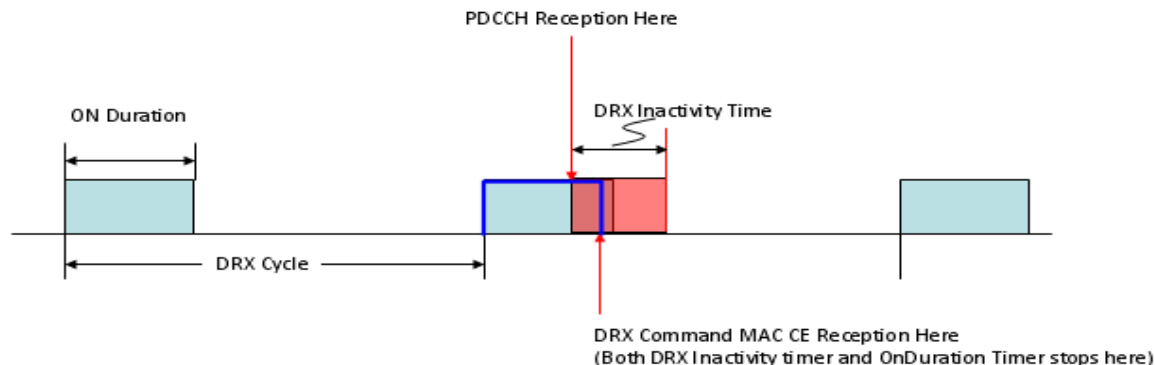 PDCCH Reception Here
ON Duration
DRX Inactivity Time
DRX Cycle
DRX Command MAC CE Reception Here
(Both DRX Inactivity timer and OnDuration Timer stops here)